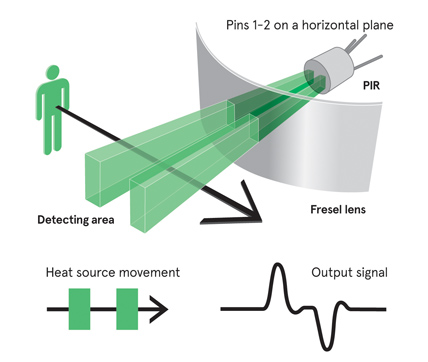 Pins 1-2 on a horizontal plane
PIR
Detecting area
Fresel lens
Heat source movement
Output signal